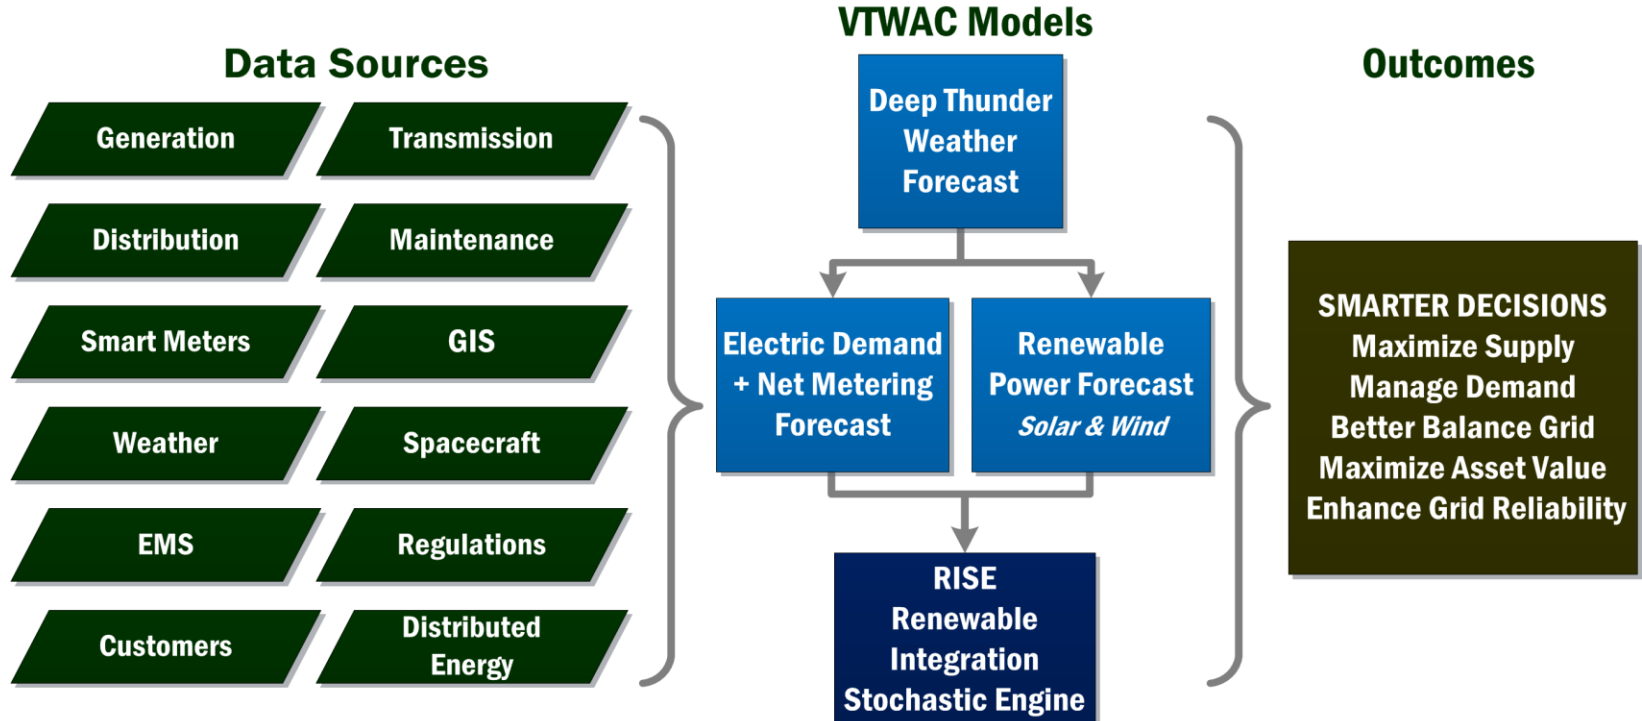 Data Sources
Generation
Transmission
Distribution
Maintenance
Smart Meters
GIS
Weather
Spacecraft
EMS
Regulations
Customers
Distributed
Energy
VTWAC Models
Deep Thunder
Weather
Forecast
Electric Demand
+ Net Metering
Forecast
Renewable
Power Forecast
Solar & Wind
RISE
Renewable
Integration
Stochastic Engine
Outcomes
SMARTER DECISIONS
Maximize Supply
Manage Demand
Better Balance Grid
Maximize Asset Value
Enhance Grid Reliability